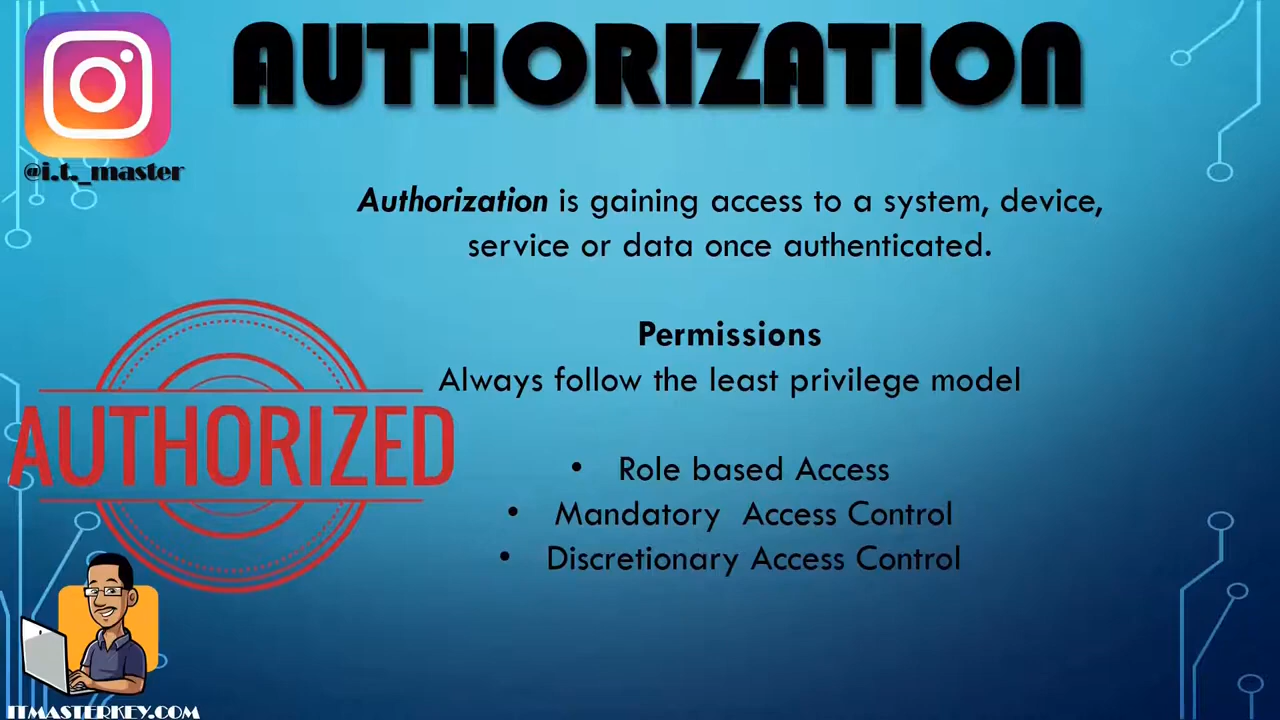 AUTHORIZATION
@i.t._master
Authorization is gaining access to a system, device,
service or data once authenticated.
Permissions
Always follow the least privilege model
AUTHORIZED
• Role based Access
• Mandatory Access Control
• Discretionary Access Control
ITMASTERKEY.COM